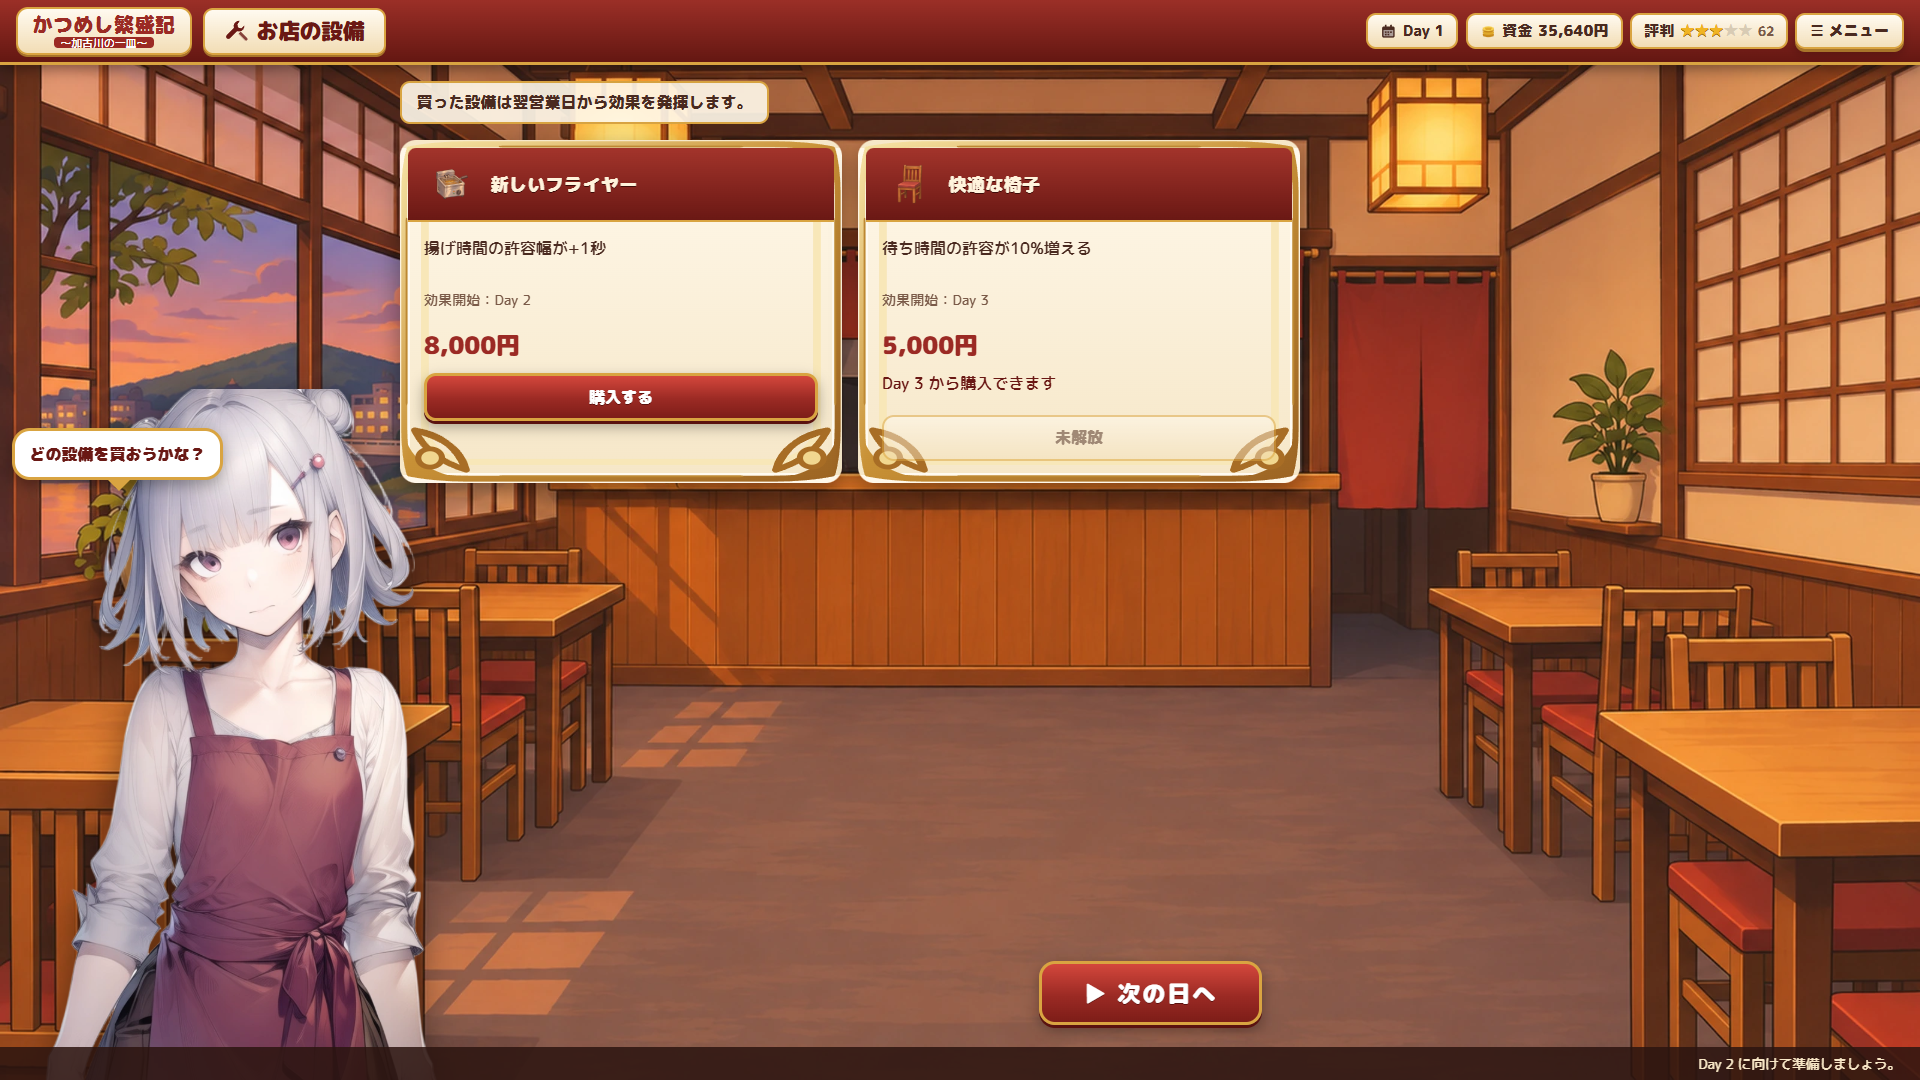 かつめし繁盛記
～加古川の一皿～
お店の設備
Day 1
資金 35,640円
評判 ★★★★★ 62
☰ メニュー
買った設備は翌営業日から効果を発揮します。
新しいフライヤー
揚げ時間の許容幅が+1秒
効果開始：Day 2
8,000円
購入する
快適な椅子
待ち時間の許容が10%増える
効果開始：Day 3
5,000円
Day 3 から購入できます
未解放
どの設備を買おうかな？
▶ 次の日へ
Day 2 に向けて準備しましょう。